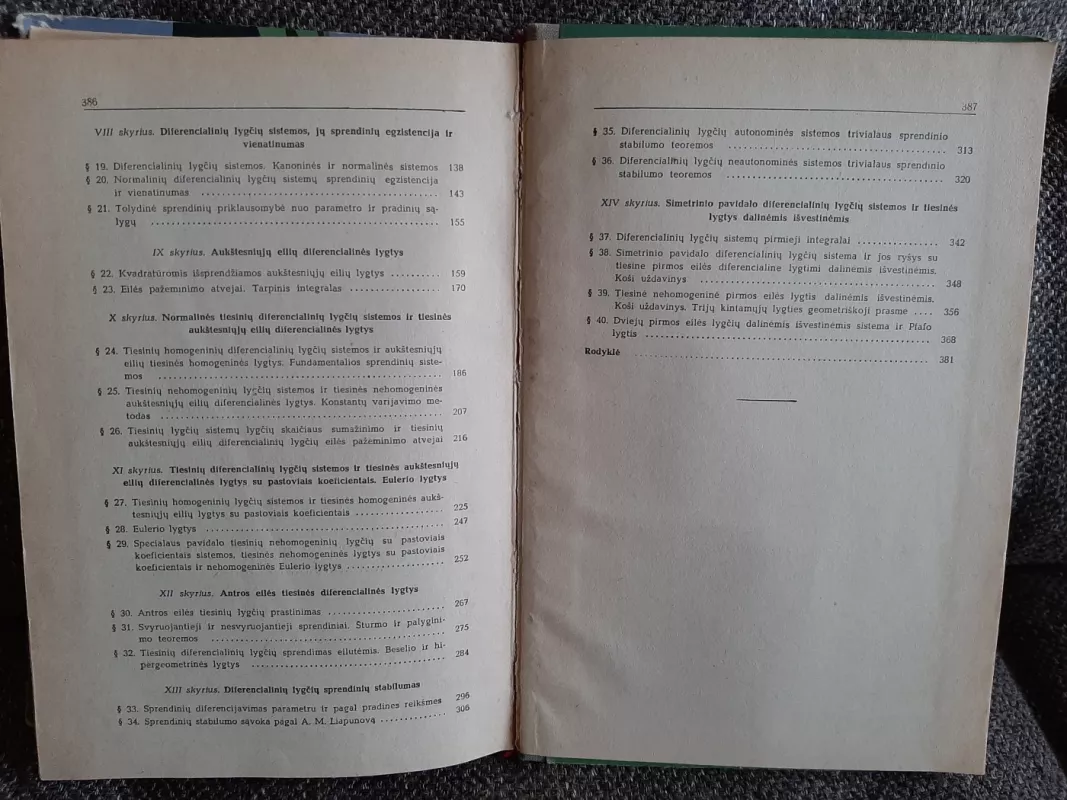 386
VIII skyrius. Diferencialinių lygčių sistemos, jų sprendinių egzistencija ir
vienatinumas
§ 19. Diferencialinių lygčių sistemos. Kanoninės ir normalinės sistemos 138
§ 20. Normalinių diferencialinių lygčių sistemų sprendinių egzistencija
ir vienatinumas 143
§ 21. Tolydinė sprendinių priklausomybė nuo parametro ir pradinių są-
lygų 155
IX skyrius. Aukštesniųjų eilių diferencialinės lygtys
§ 22. Kvadratūromis išsprendžiamos aukštesniųjų eilių lygtys 159
§ 23. Eilės pažeminimo atvejai. Tarpinis integralas 170
X skyrius. Normalinės tiesinių diferencialinių lygčių sistemos ir tiesinės
aukštesniųjų eilių diferencialinės lygtys
§ 24. Tiesinių homogeninių diferencialinių lygčių sistemos ir aukštesniųjų
eilių tiesinės homogeninės lygtys. Fundamentalios sprendinių siste-
mos 186
§ 25. Tiesinių nehomogeninių lygčių sistemos ir tiesinės nehomogeninės
aukštesniųjų eilių diferencialinės lygtys. Konstantų varijavimo me-
todas 207
§ 26. Tiesinių lygčių sistemų lygčių skaičiaus sumažinimo ir tiesinių
aukštesniųjų eilių diferencialinių lygčių eilės pažeminimo atvejai 216
XI skyrius. Tiesinių diferencialinių lygčių sistemos ir tiesinės aukštesniųjų
eilių diferencialinės lygtys su pastoviais koeficientais. Eulerio lygtys
§ 27. Tiesinių homogeninių lygčių sistemos ir tiesinės homogeninės aukš-
tesniųjų eilių lygtys su pastoviais koeficientais 225
§ 28. Eulerio lygtys 247
§ 29. Specialaus pavidalo tiesinių nehomogeninių lygčių su pastoviais
koeficientais sistemos, tiesinės nehomogeninės lygtys su pastoviais
koeficientais ir nehomogeninės Eulerio lygtys 252
XII skyrius. Antros eilės tiesinės diferencialinės lygtys
§ 30. Antros eilės tiesinių lygčių prastinimas 267
§ 31. Svyruojantieji ir nesvyruojantieji sprendiniai. Šturmo ir palygini-
mo teoremos 275
§ 32. Tiesinių diferencialinių lygčių sprendimas eilutėmis. Beselio ir hi-
pergeometrinės lygtys 284
XIII skyrius. Diferencialinių lygčių sprendinių stabilumas
§ 33. Sprendinių diferencijavimas parametru ir pagal pradines reikšmes 296
§ 34. Sprendinių stabilumo sąvoka pagal A. M. Liapunovą 306
387
§ 35. Diferencialinių lygčių autonominės sistemos trivialaus sprendinio
stabilumo teoremos 313
§ 36. Diferencialinių lygčių neautonominės sistemos trivialaus sprendinio
stabilumo teoremos 320
XIV skyrius. Simetrinio pavidalo diferencialinių lygčių sistemos ir tiesinės
lygtys dalinėmis išvestinėmis
§ 37. Diferencialinių lygčių sistemų pirmieji integralai 342
§ 38. Simetrinio pavidalo diferencialinių lygčių sistema ir jos ryšys su
tiesine pirmos eilės diferencialine lygtimi dalinėmis išvestinėmis.
Koši uždavinys 348
§ 39. Tiesinė nehomogeninė pirmos eilės lygtis dalinėmis išvestinėmis.
Koši uždavinys. Trijų kintamųjų lygties geometriškoji prasmė 356
§ 40. Dviejų pirmos eilės lygčių dalinėmis išvestinėmis sistema ir Pfafo
lygtis 368
Rodyklė 381